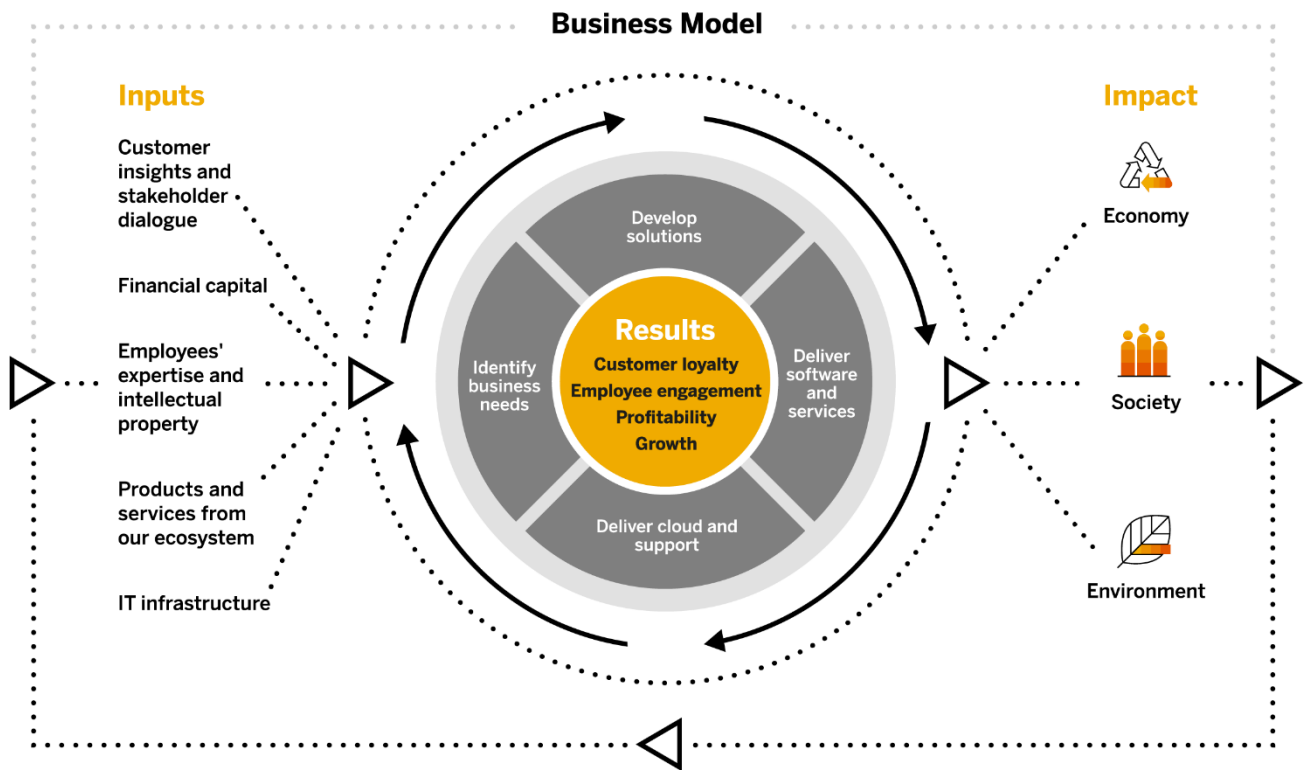 Business Model
Inputs
Customer
insights and
stakeholder
dialogue
Financial capital
Employees'
expertise and
intellectual
property
Products and
services from
our ecosystem
IT infrastructure
Develop
solutions
Identify
business
needs
Results
Customer loyalty
Employee engagement
Profitability
Growth
Deliver
software
and
services
Deliver cloud and
support
Impact
Economy
Society
Environment